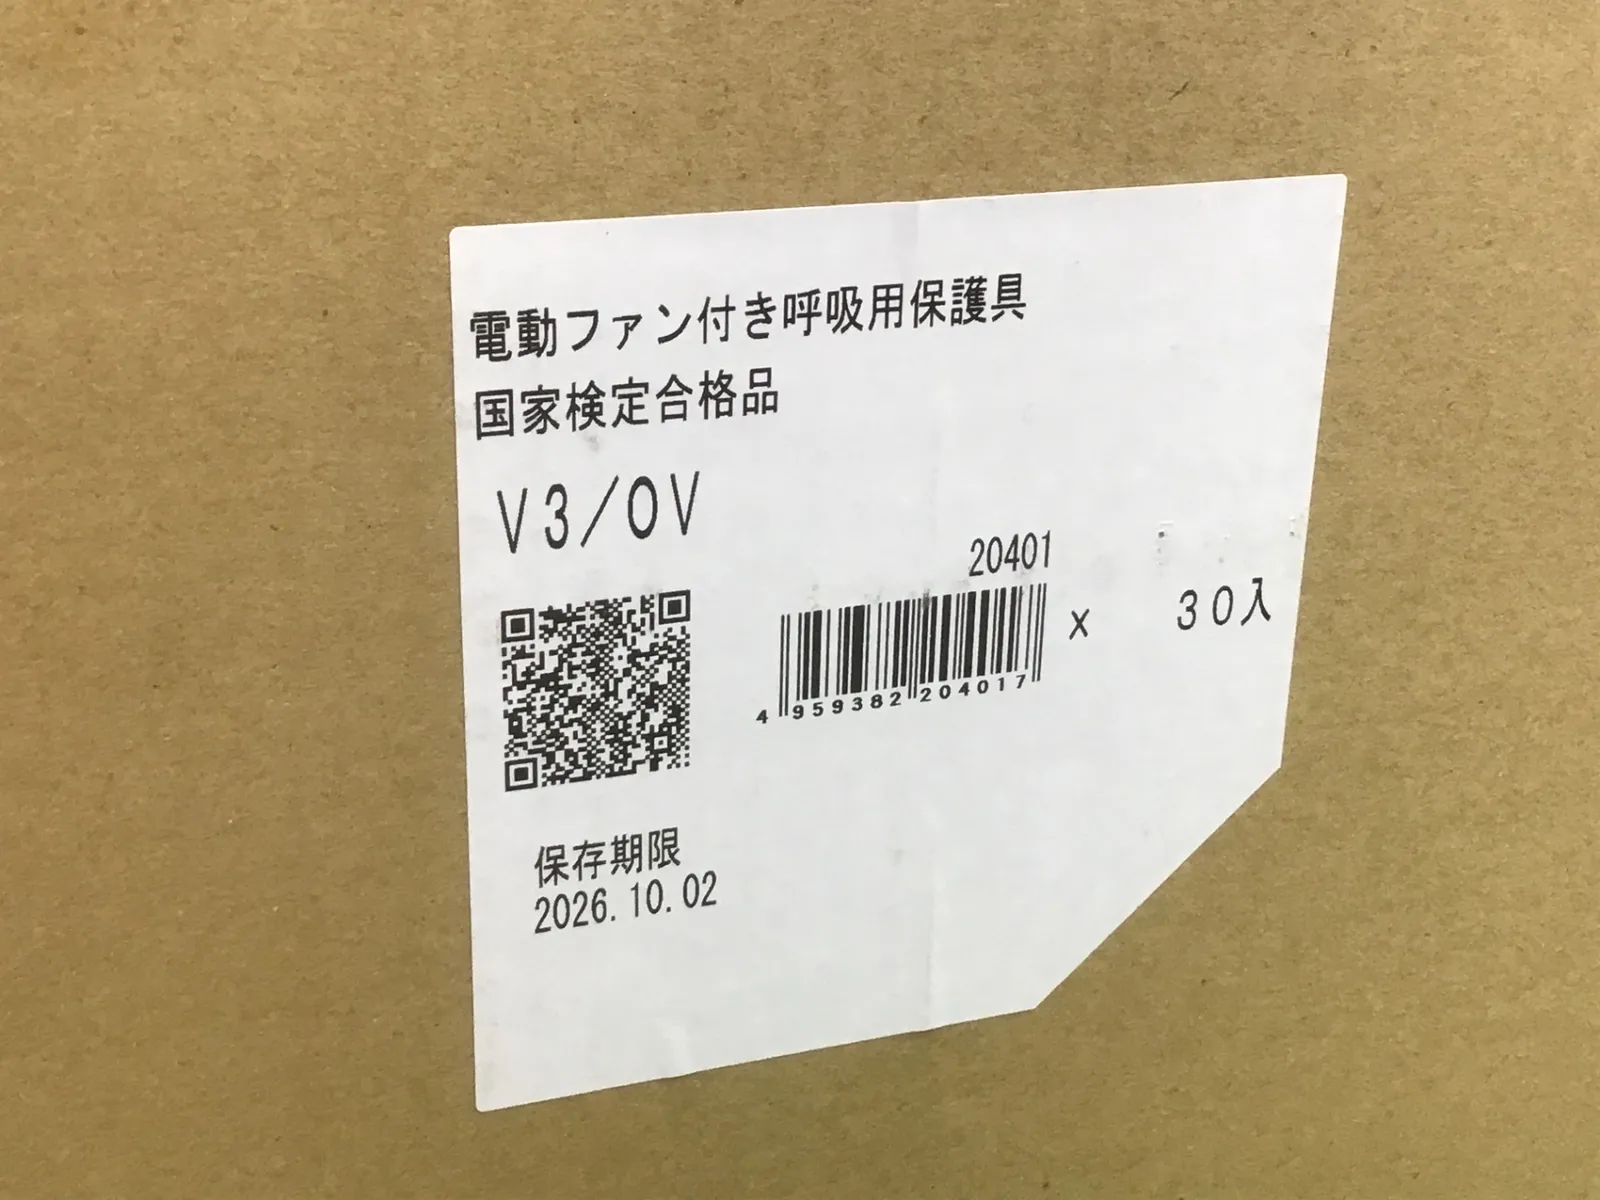 電動ファン付き呼吸用保護具
国家検定合格品
V3/OV
20401
x 30入
4 959382 204017
保存期限
2026.10.02